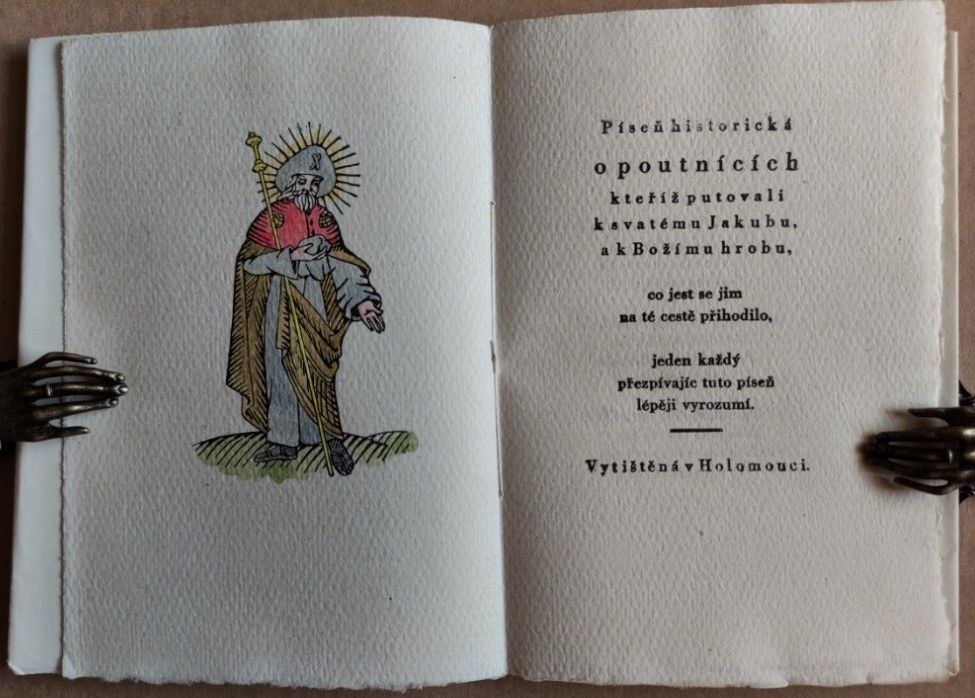 Píseň historická
o poutnících
kteříž putovali
k svatému Jakubu,
a k Božímu hrobu,
co jest se jim
na té cestě přihodilo,
jeden každý
přezpívajíc tuto píseň
lépěji vyrozumí.
Vytištěná v Holomouci.